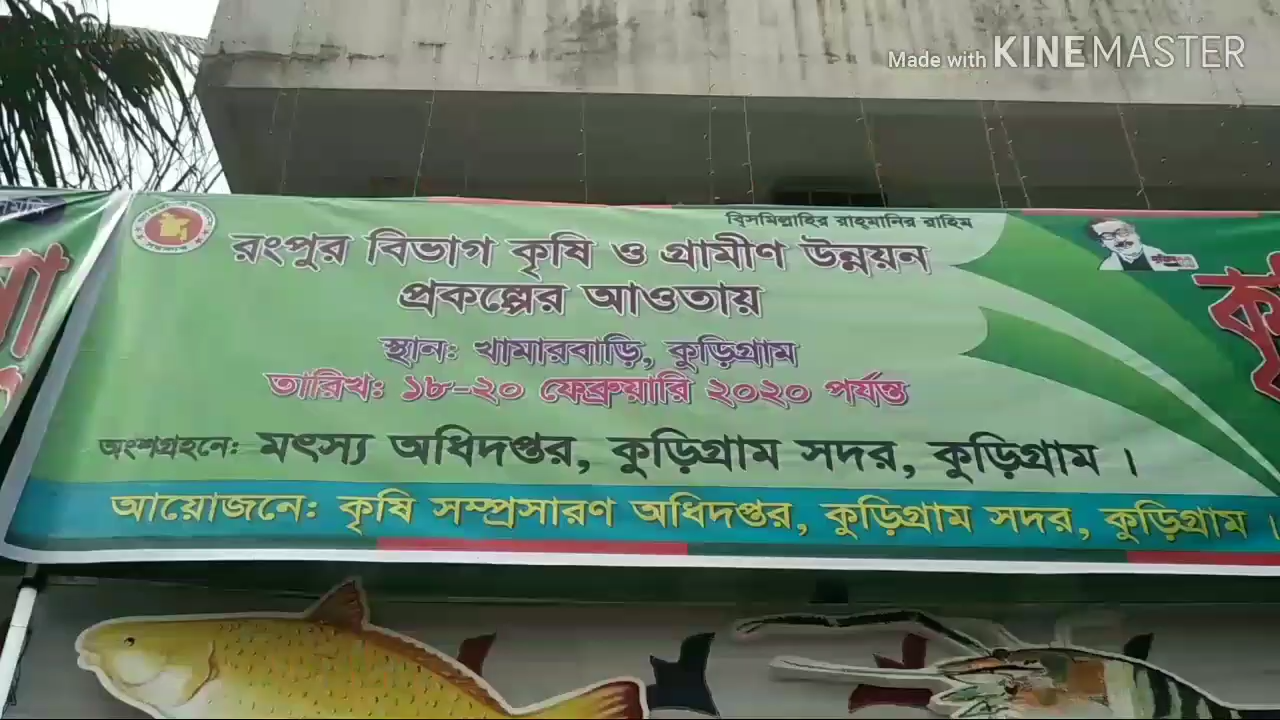 Made with KINEMASTER
বিসমিল্লাহির রাহমানির রাহিম
রংপুর বিভাগ কৃষি ও গ্রামীণ উন্নয়ন
প্রকল্পের আওতায়
স্থান: খামারবাড়ি, কুড়িগ্রাম
তারিখ: ১৮-২০ ফেব্রুয়ারি ২০২০ পর্যন্ত
অংশগ্রহনে: মৎস্য অধিদপ্তর, কুড়িগ্রাম সদর, কুড়িগ্রাম ।
আয়োজনে: কৃষি সম্প্রসারণ অধিদপ্তর, কুড়িগ্রাম সদর, কুড়িগ্রাম ।